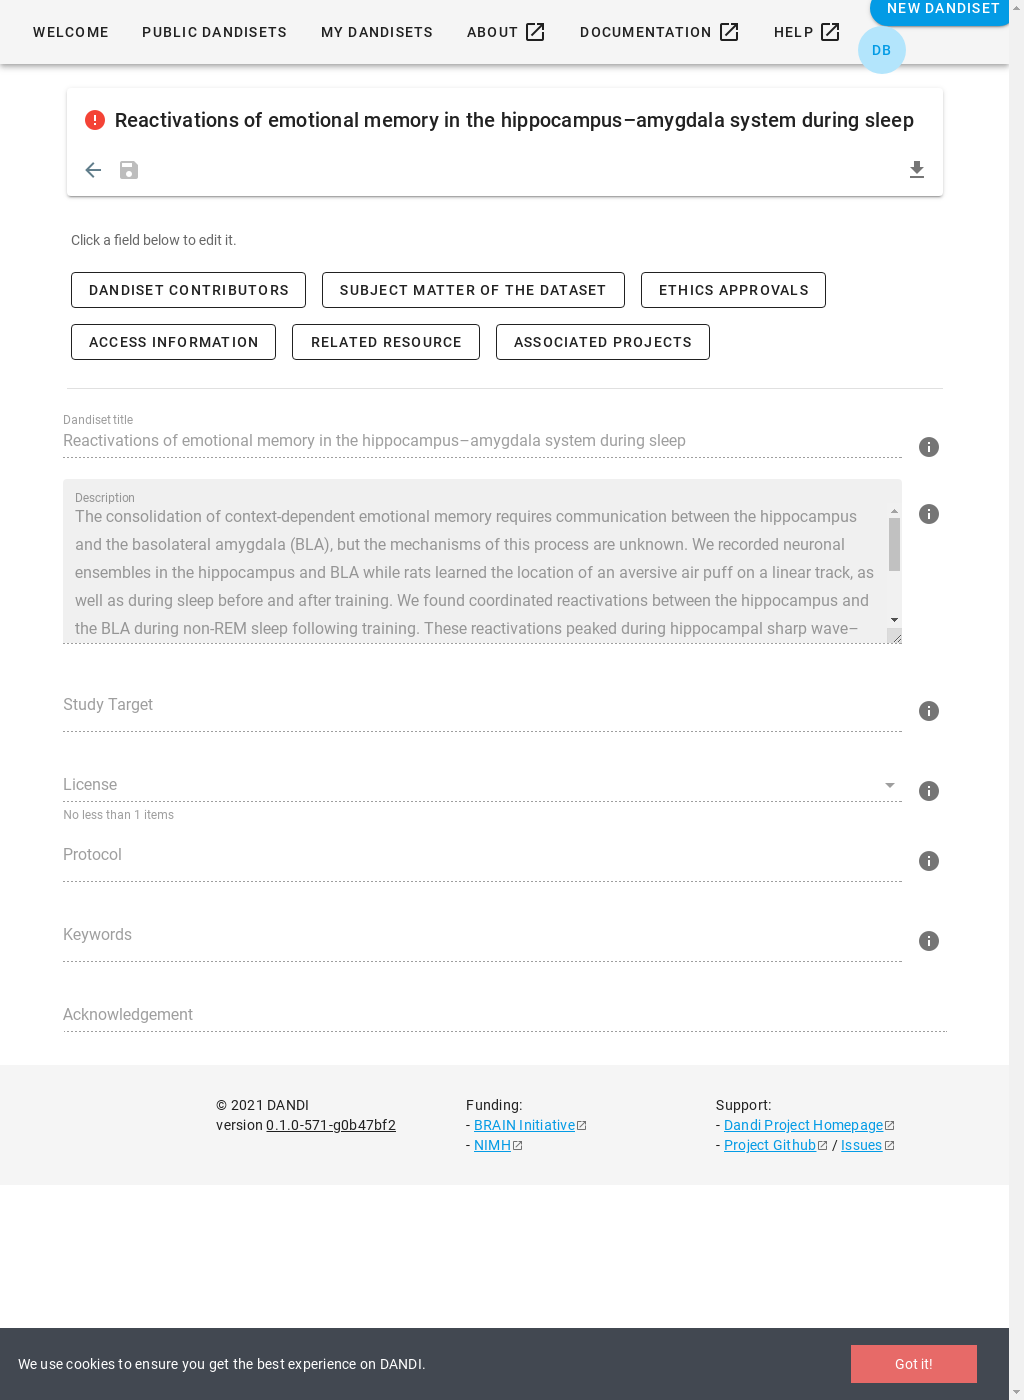 WELCOME PUBLIC DANDISETS MY DANDISETS ABOUT DOCUMENTATION HELP NEW DANDISET
DB
Reactivations of emotional memory in the hippocampus–amygdala system during sleep
Click a field below to edit it.
DANDISET CONTRIBUTORS SUBJECT MATTER OF THE DATASET ETHICS APPROVALS
ACCESS INFORMATION RELATED RESOURCE ASSOCIATED PROJECTS
Dandiset title
Reactivations of emotional memory in the hippocampus–amygdala system during sleep
Description
The consolidation of context-dependent emotional memory requires communication between the hippocampus
and the basolateral amygdala (BLA), but the mechanisms of this process are unknown. We recorded neuronal
ensembles in the hippocampus and BLA while rats learned the location of an aversive air puff on a linear track, as
well as during sleep before and after training. We found coordinated reactivations between the hippocampus and
the BLA during non-REM sleep following training. These reactivations peaked during hippocampal sharp wave–
Study Target
License
No less than 1 items
Protocol
Keywords
Acknowledgement
© 2021 DANDI
version 0.1.0-571-g0b47bf2
Funding:
- BRAIN Initiative
- NIMH
Support:
- Dandi Project Homepage
- Project Github / Issues
We use cookies to ensure you get the best experience on DANDI.
Got it!